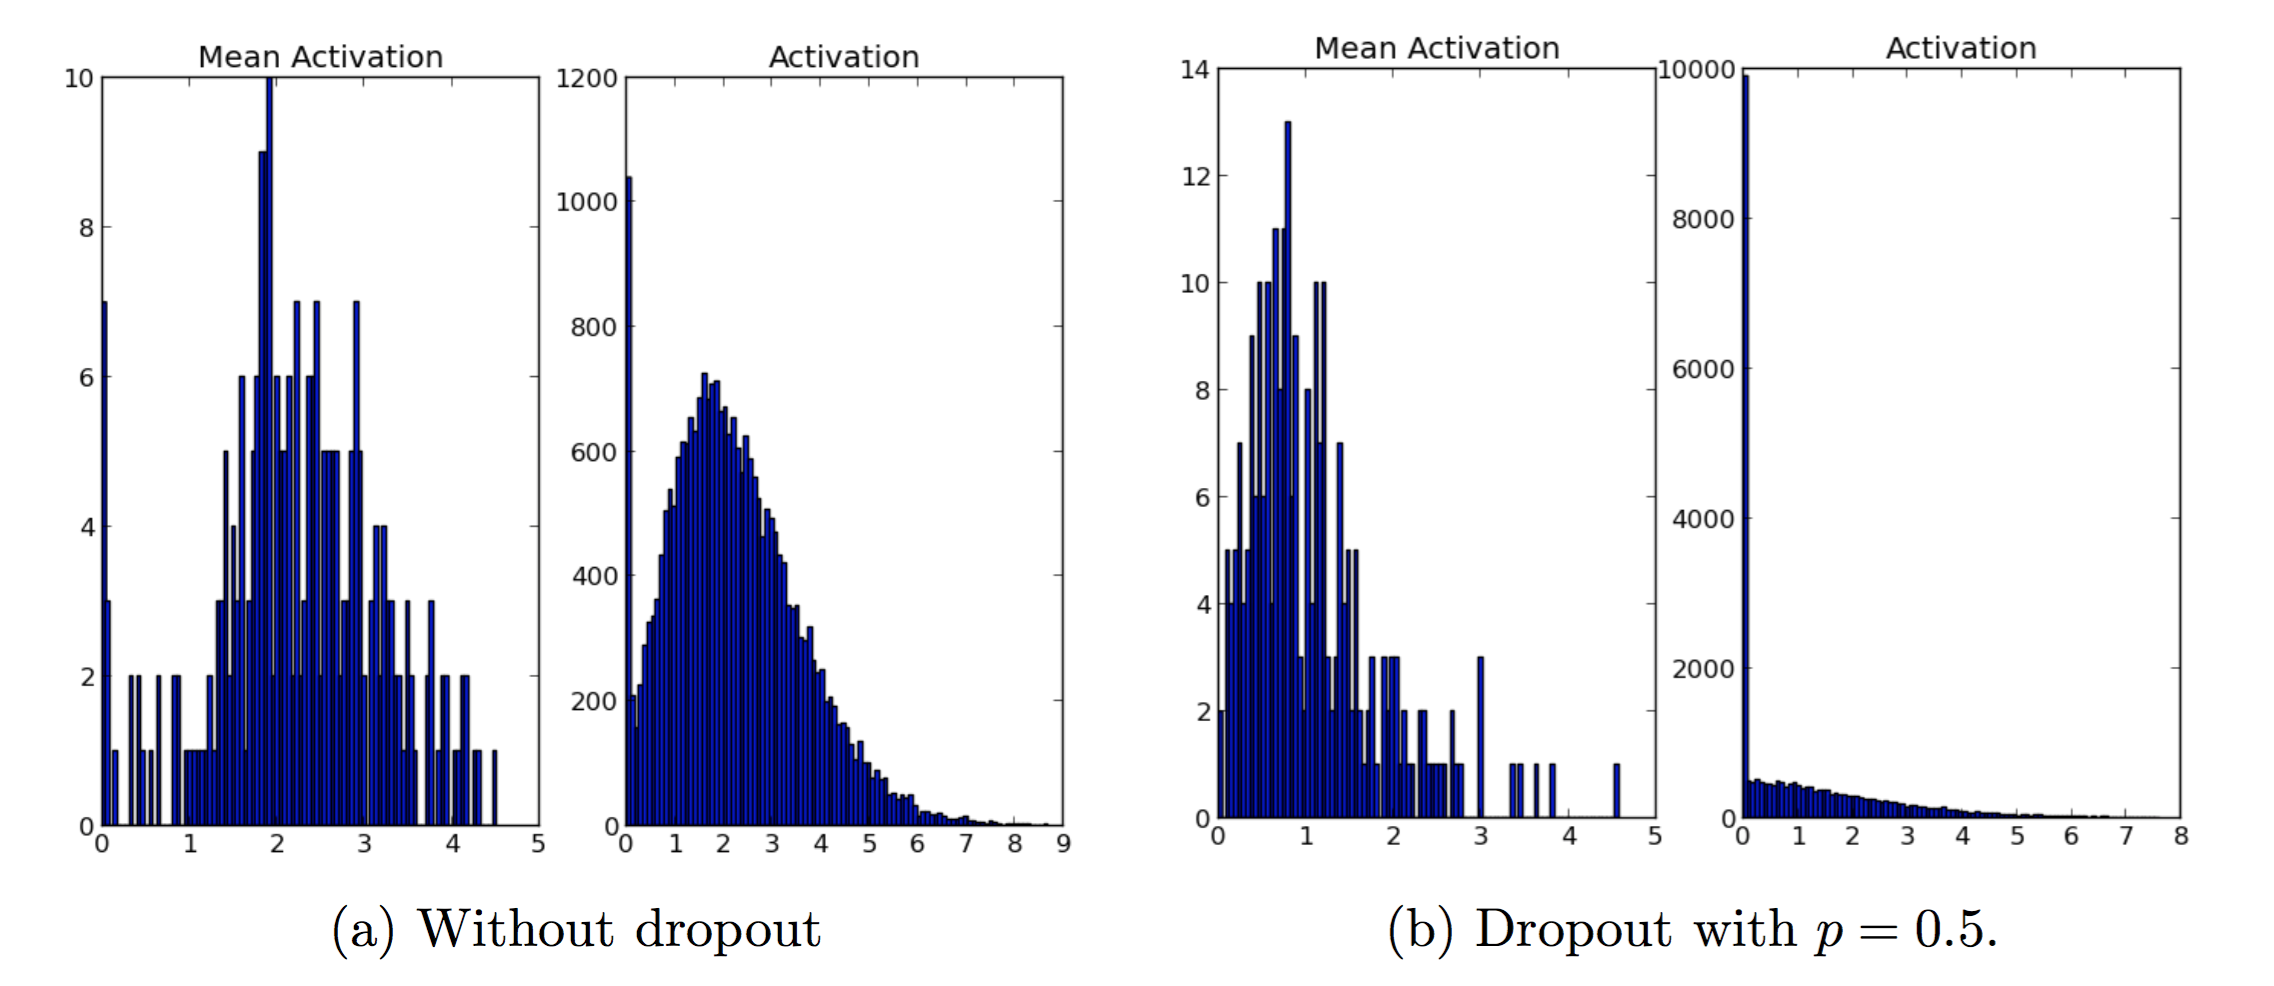 Mean Activation
10
8
6
4
2
0
0 1 2 3 4 5
Activation
1200
1000
800
600
400
200
0
0 1 2 3 4 5 6 7 8 9
(a) Without dropout
Mean Activation
14
12
10
8
6
4
2
0
0 1 2 3 4 5
Activation
10000
8000
6000
4000
2000
0
0 1 2 3 4 5 6 7 8
(b) Dropout with p = 0.5.